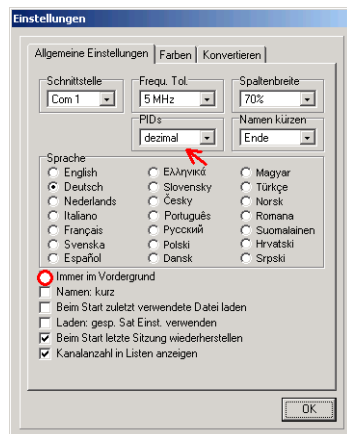 Einstellungen
Allgemeine Einstellungen Farben Konvertieren
Schnittstelle Frequ. Tol. Spaltenbreite
Com 1 5 MHz 70%
PIDs Namen kürzen
dezimal Ende
Sprache
English Ελληνικά Magyar
Deutsch Slovensky Türkçe
Nederlands Česky Norsk
Italiano Português Romana
Français Русский Suomalainen
Svenska Polski Hrvatski
Español Dansk Srpski
Immer im Vordergrund
Namen: kurz
Beim Start zuletzt verwendete Datei laden
Laden: gesp. Sat Einst. verwenden
Beim Start letzte Sitzung wiederherstellen
Kanalanzahl in Listen anzeigen
OK